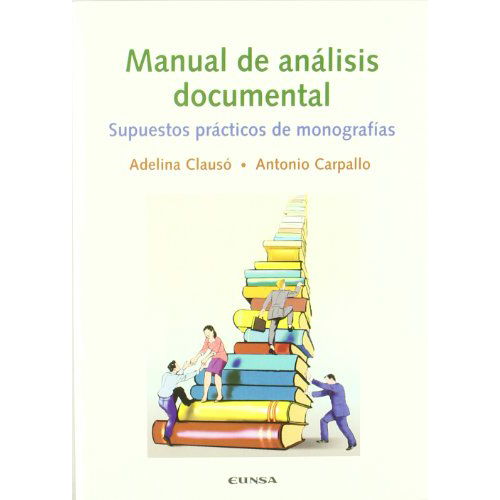 Manual de análisis
documental
Supuestos prácticos de monografías
Adelina Clausó • Antonio Carpallo
EUNSA